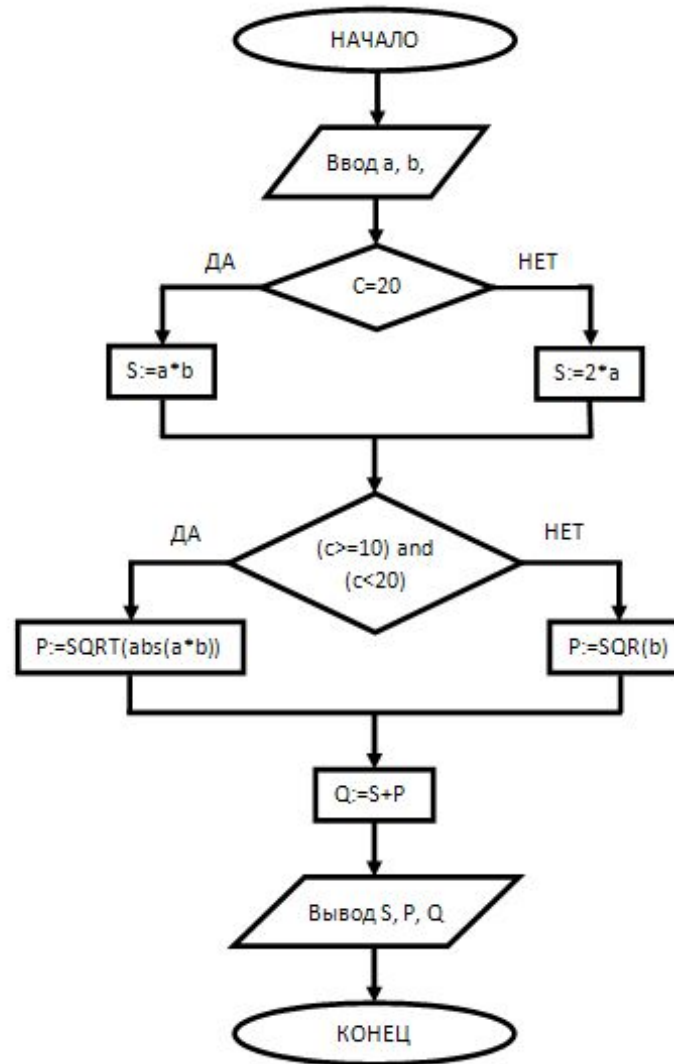 НАЧАЛО
Ввод a, b,
ДА
НЕТ
C=20
S:=a*b
S:=2*a
ДА
НЕТ
(c>=10) and
(c<20)
P:=SQRT(abs(a*b))
P:=SQR(b)
Q:=S+P
Вывод S, P, Q
КОНЕЦ